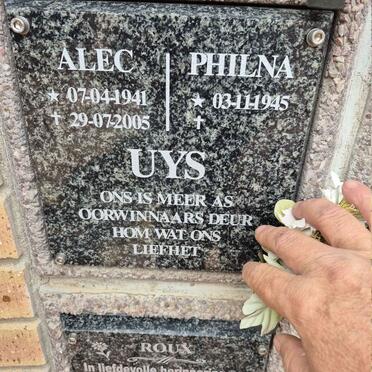 ALEC | PHILNA
★ 07-04-1941 | ★ 03-11-1945
† 29-07-2005 | †
UYS
ONS IS MEER AS
OORWINNAARS DEUR
HOM WAT ONS
LIEFHET
ROUX
In liefdevolle